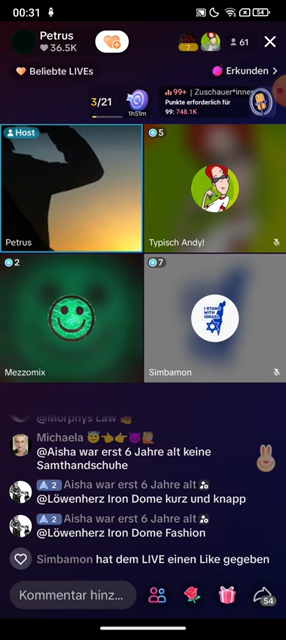 00:31
54
Petrus
36.5K
7
61
Beliebte LIVEs
Erkunden
3/21
1h51m
99+ | Zuschauer*innen
Punkte erforderlich für
99: 748.1K
Host
5
Petrus
Typisch Andy!
2
7
I STAND
WITH
ISRAEL
Mezzomix
Simbamon
@Murphys Law
Michaela
@Aisha war erst 6 Jahre alt keine
Samthandschuhe
2 Aisha war erst 6 Jahre alt
@Löwenherz Iron Dome kurz und knapp
2 Aisha war erst 6 Jahre alt
@Löwenherz Iron Dome Fashion
Simbamon hat dem LIVE einen Like gegeben
Kommentar hinz...
54